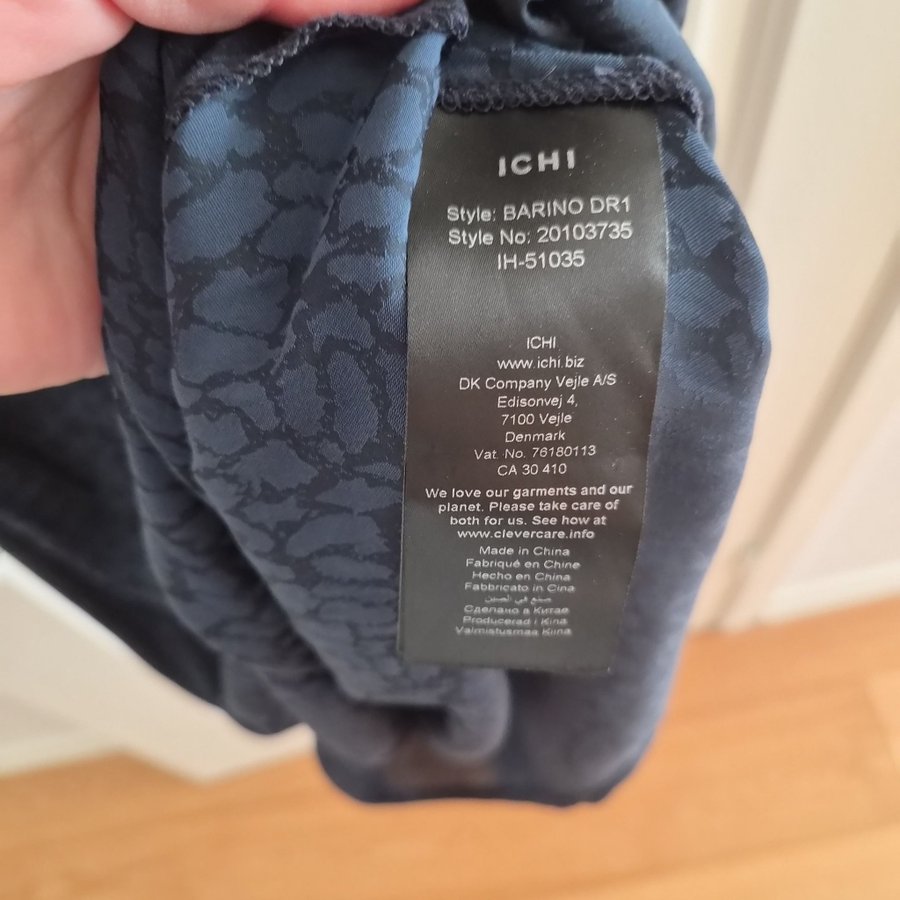 ICHI
Style: BARINO DR1
Style No: 20103735
IH-51035
ICHI
www.ichi.biz
DK Company Vejle A/S
Edisonvej 4,
7100 Vejle
Denmark
Vat. No. 76180113
CA 30 410
We love our garments and our
planet. Please take care of
both for us. See how at
www.clevercare.info
Made in China
Fabriqué en Chine
Hecho en China
Fabbricato in Cina
صنع في الصين
Сделано в Китае
Producerad i Kina
Valmistusmaa Kiina